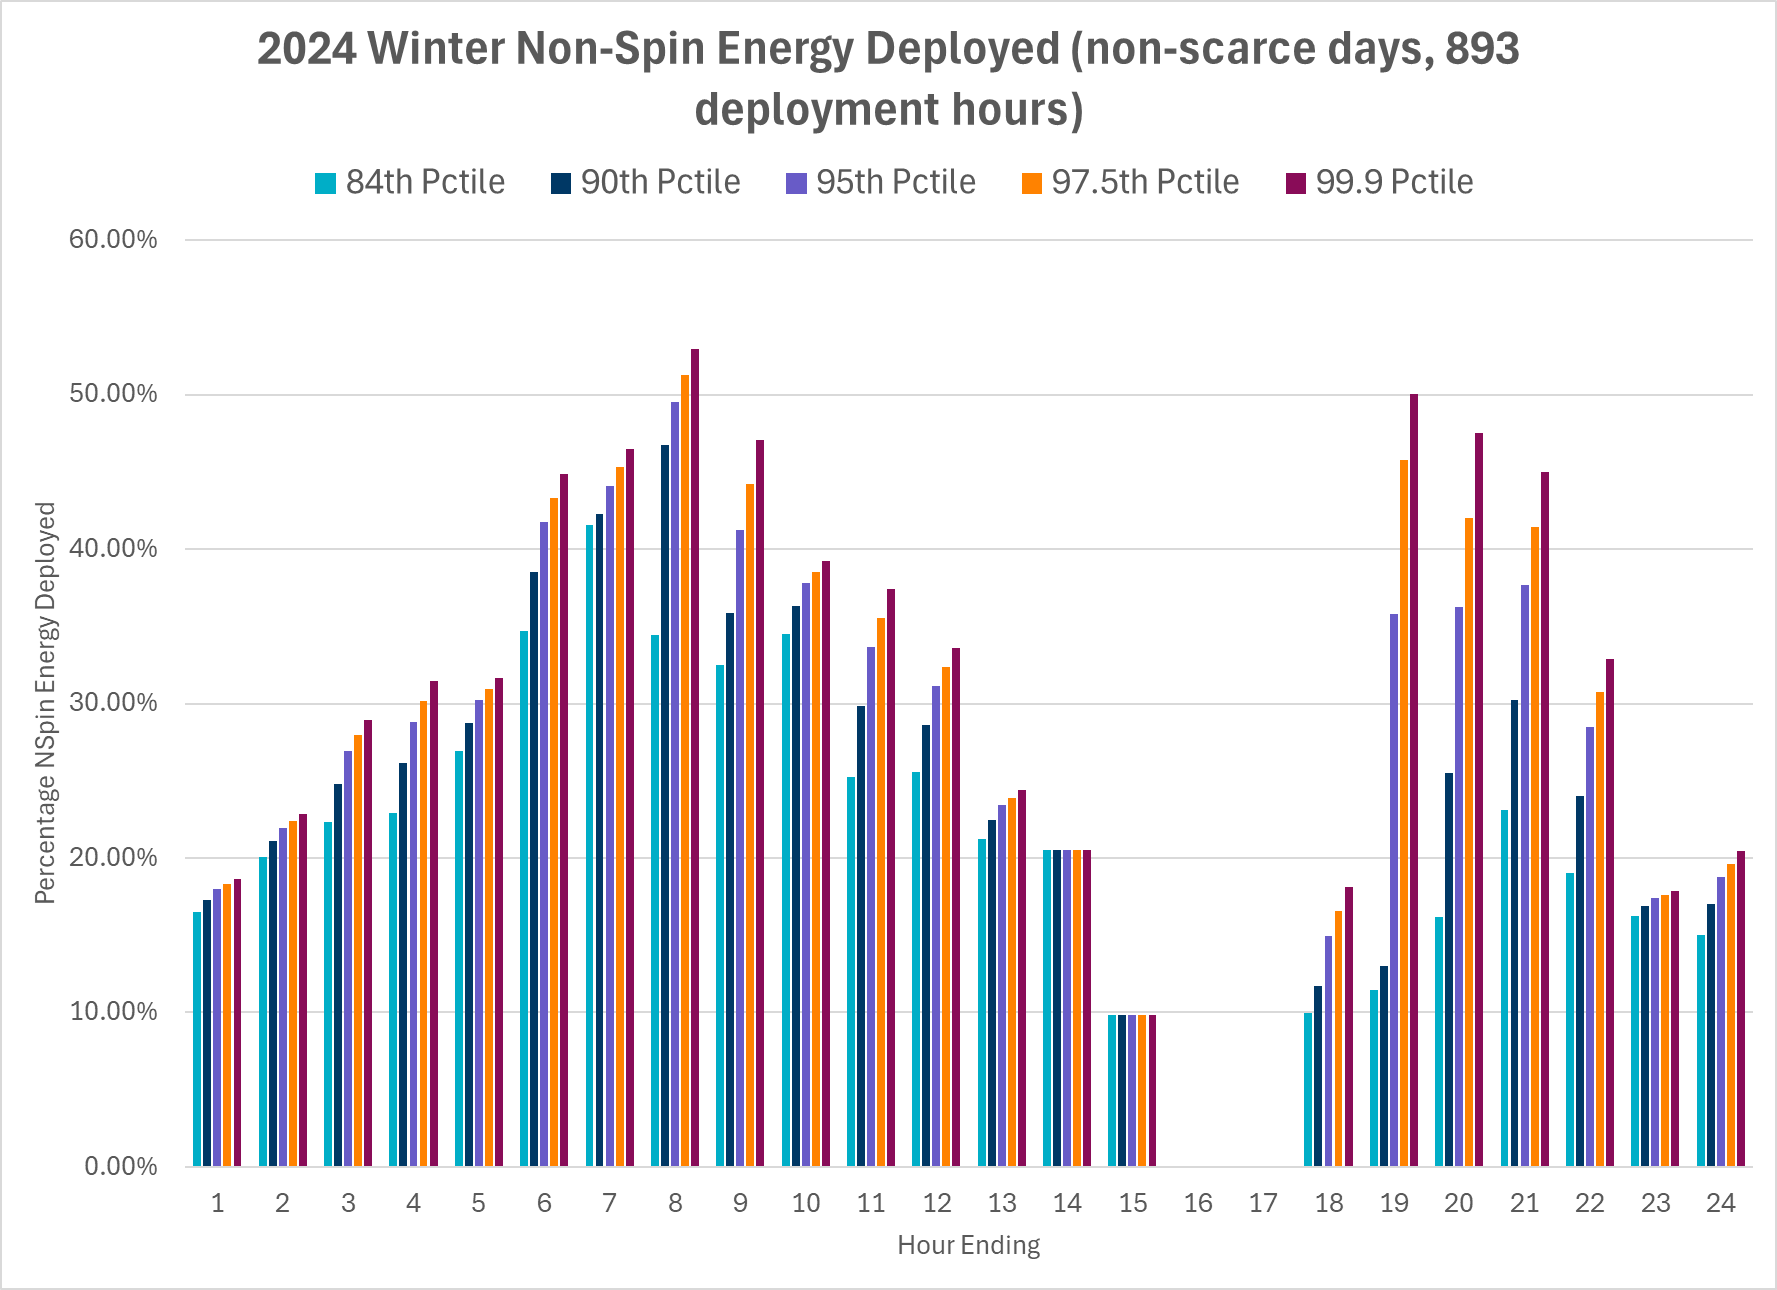 2024 Winter Non-Spin Energy Deployed (non-scarce days, 893
deployment hours)
84th Pctile 90th Pctile 95th Pctile 97.5th Pctile 99.9 Pctile
60.00%
50.00%
40.00%
30.00%
20.00%
10.00%
0.00%
Percentage NSpin Energy Deployed
1 2 3 4 5 6 7 8 9 10 11 12 13 14 15 16 17 18 19 20 21 22 23 24
Hour Ending